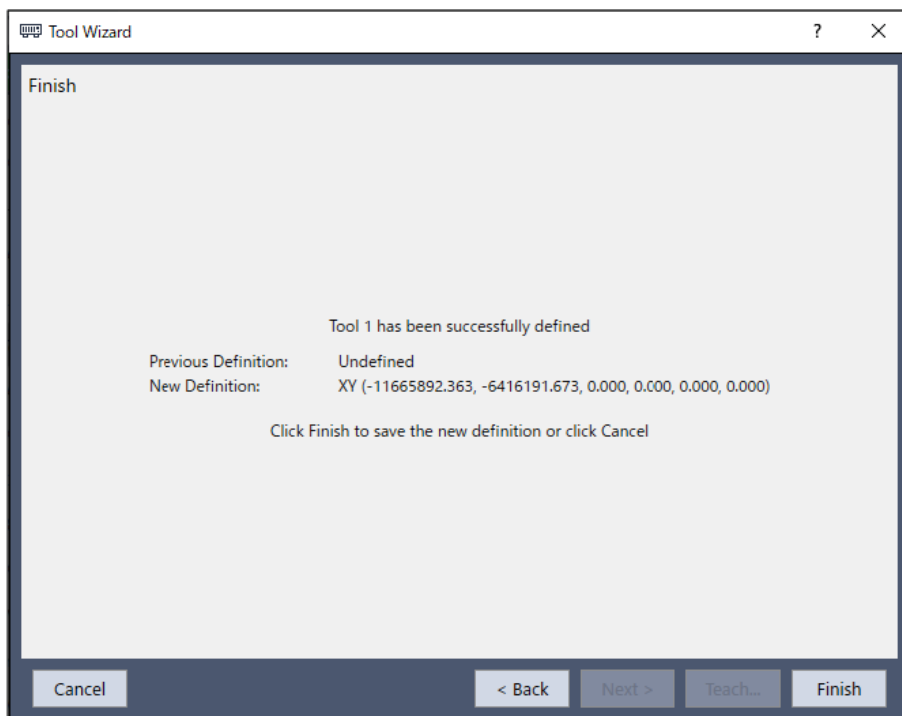 Tool Wizard ?
Finish
Tool 1 has been successfully defined
Previous Definition: Undefined
New Definition: XY (-11665892.363, -6416191.673, 0.000, 0.000, 0.000, 0.000)
Click Finish to save the new definition or click Cancel
Cancel < Back Next > Teach... Finish